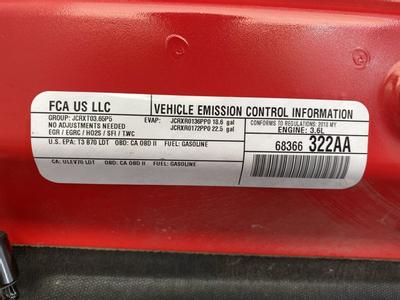 FCA US LLC
VEHICLE EMISSION CONTROL INFORMATION
GROUP: JCRXT03.65P5
EVAP: JCRXR0136PP0 18.6 gal
CONFORMS TO REGULATIONS: 2018 MY
NO ADJUSTMENTS NEEDED
JCRXR0172PP0 22.5 gal
ENGINE: 3.6L
EGR / EGRC / HO2S / SFI / TWC
U.S. EPA: T3 B70 LDT OBD: CA OBD II FUEL: GASOLINE
68366 322AA
CA: ULEV70 LDT OBD: CA OBD II FUEL: GASOLINE